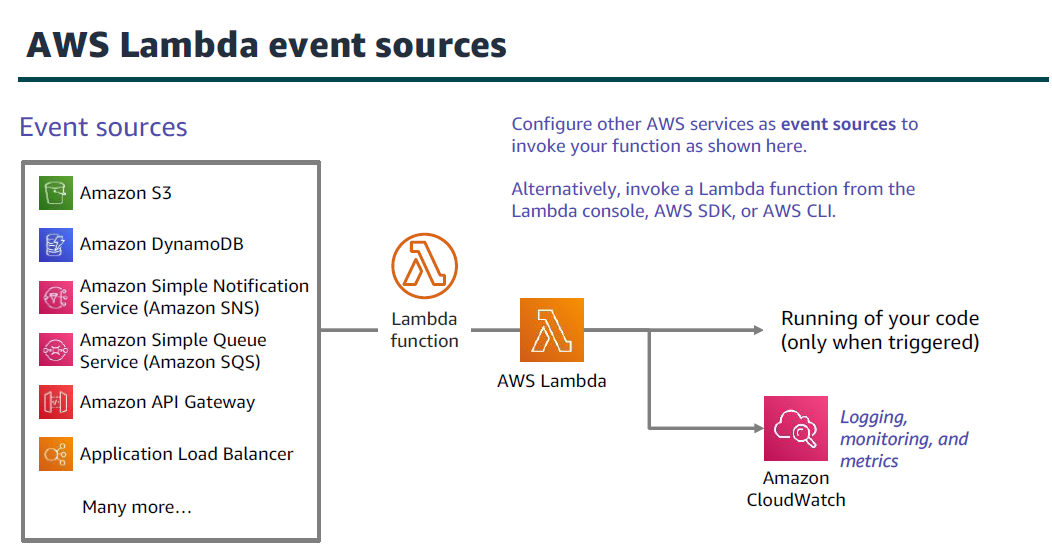 AWS Lambda event sources
Event sources
Configure other AWS services as event sources to
invoke your function as shown here.
Alternatively, invoke a Lambda function from the
Lambda console, AWS SDK, or AWS CLI.
Amazon S3
Amazon DynamoDB
Amazon Simple Notification
Service (Amazon SNS)
Amazon Simple Queue
Service (Amazon SQS)
Amazon API Gateway
Application Load Balancer
Many more…
Lambda
function
AWS Lambda
Running of your code
(only when triggered)
Logging,
monitoring, and
metrics
Amazon
CloudWatch